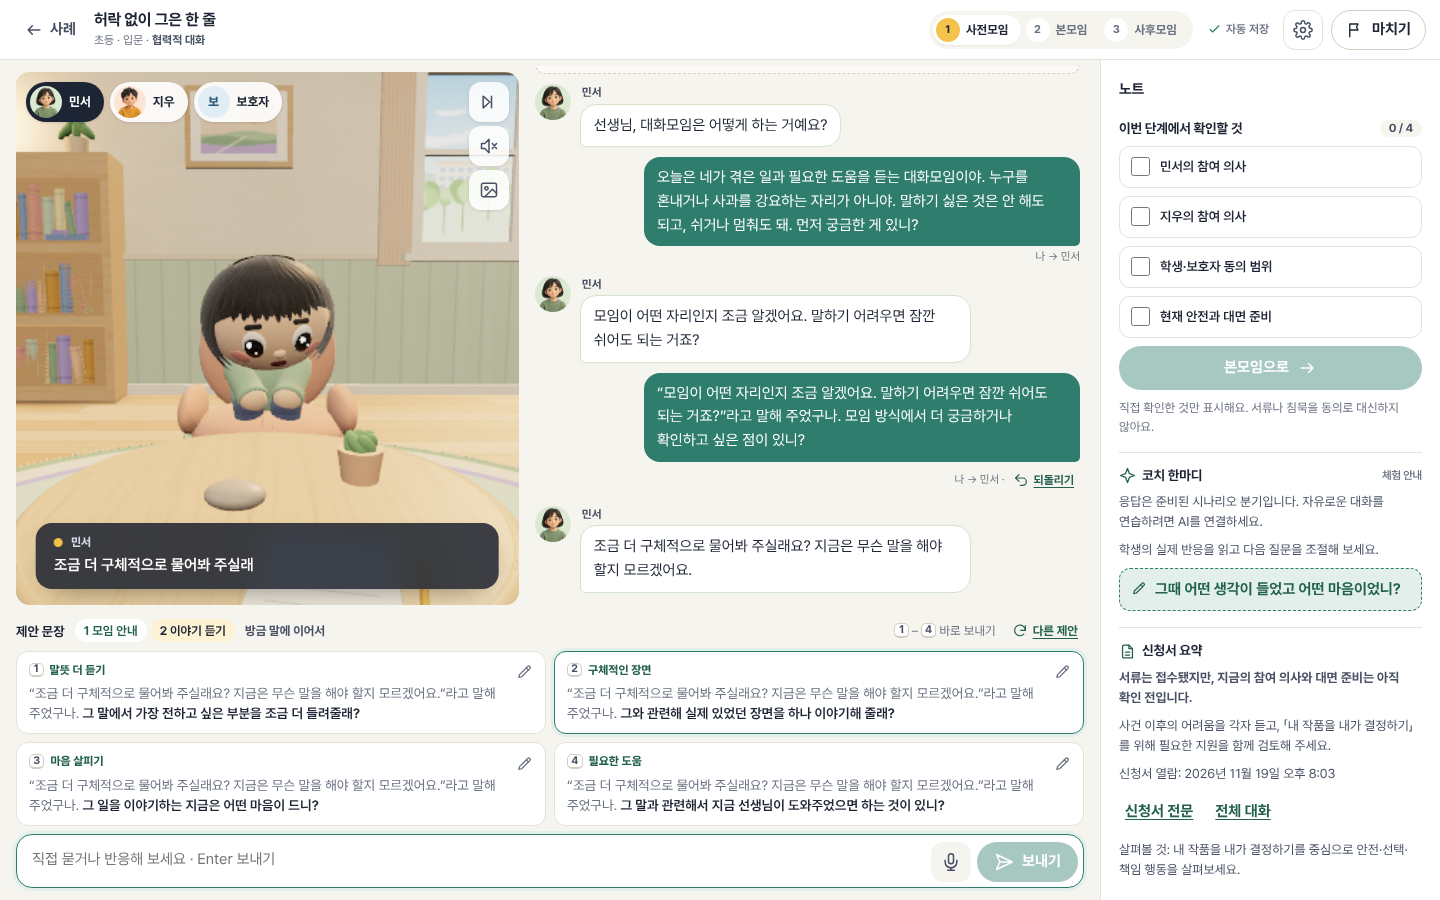 사례
허락 없이 그은 한 줄
초등 · 입문 · 협력적 대화
1 사전모임
2 본모임
3 사후모임
자동 저장
마치기
민서
지우
보 보호자
민서
조금 더 구체적으로 물어봐 주실래
민서
선생님, 대화모임은 어떻게 하는 거예요?
오늘은 네가 겪은 일과 필요한 도움을 듣는 대화모임이야. 누구를
혼내거나 사과를 강요하는 자리가 아니야. 말하기 싫은 것은 안 해도
되고, 쉬거나 멈춰도 돼. 먼저 궁금한 게 있니?
나 → 민서
민서
모임이 어떤 자리인지 조금 알겠어요. 말하기 어려우면 잠깐
쉬어도 되는 거죠?
“모임이 어떤 자리인지 조금 알겠어요. 말하기 어려우면 잠깐 쉬어도
되는 거죠?”라고 말해 주었구나. 모임 방식에서 더 궁금하거나
확인하고 싶은 점이 있니?
나 → 민서 · 되돌리기
민서
조금 더 구체적으로 물어봐 주실래요? 지금은 무슨 말을 해야
할지 모르겠어요.
제안 문장
1 모임 안내
2 이야기 듣기
방금 말에 이어서
1 – 4 바로 보내기
다른 제안
1 말뜻 더 듣기
“조금 더 구체적으로 물어봐 주실래요? 지금은 무슨 말을 해야 할지 모르겠어요.”라고 말해
주었구나. 그 말에서 가장 전하고 싶은 부분을 조금 더 들려줄래?
2 구체적인 장면
“조금 더 구체적으로 물어봐 주실래요? 지금은 무슨 말을 해야 할지 모르겠어요.”라고 말해
주었구나. 그와 관련해 실제 있었던 장면을 하나 이야기해 줄래?
3 마음 살피기
“조금 더 구체적으로 물어봐 주실래요? 지금은 무슨 말을 해야 할지 모르겠어요.”라고 말해
주었구나. 그 일을 이야기하는 지금은 어떤 마음이 드니?
4 필요한 도움
“조금 더 구체적으로 물어봐 주실래요? 지금은 무슨 말을 해야 할지 모르겠어요.”라고 말해
주었구나. 그 말과 관련해서 지금 선생님이 도와주었으면 하는 것이 있니?
직접 묻거나 반응해 보세요 · Enter 보내기
보내기
노트
이번 단계에서 확인할 것
0 / 4
민서의 참여 의사
지우의 참여 의사
학생·보호자 동의 범위
현재 안전과 대면 준비
본모임으로 →
직접 확인한 것만 표시해요. 서류나 침묵을 동의로 대신하지
않아요.
코치 한마디
체험 안내
응답은 준비된 시나리오 분기입니다. 자유로운 대화를
연습하려면 AI를 연결하세요.
학생의 실제 반응을 읽고 다음 질문을 조절해 보세요.
그때 어떤 생각이 들었고 어떤 마음이었니?
신청서 요약
서류는 접수됐지만, 지금의 참여 의사와 대면 준비는 아직
확인 전입니다.
사건 이후의 어려움을 각자 듣고, 「내 작품을 내가 결정하기」
를 위해 필요한 지원을 함께 검토해 주세요.
신청서 열람: 2026년 11월 19일 오후 8:03
신청서 전문
전체 대화
살펴볼 것: 내 작품을 내가 결정하기를 중심으로 안전·선택·
책임 행동을 살펴보세요.